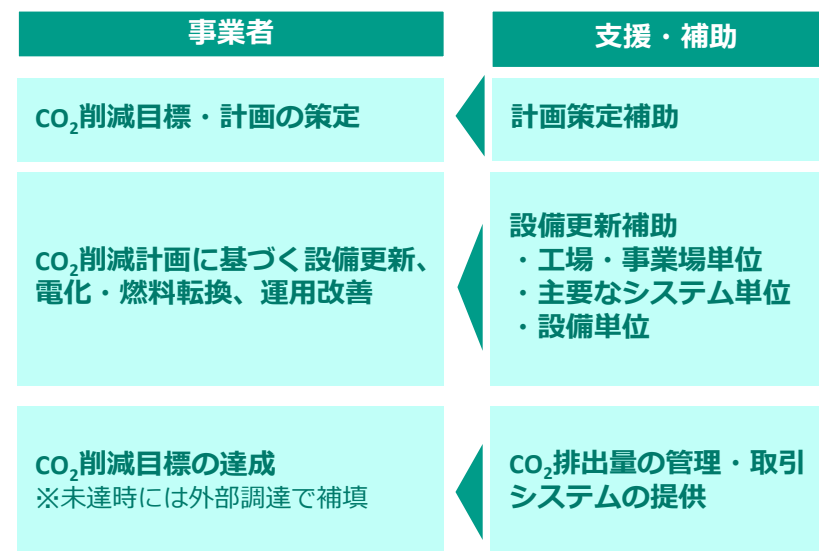 事業者
支援・補助
CO₂削減目標・計画の策定
計画策定補助
CO₂削減計画に基づく設備更新、
電化・燃料転換、運用改善
設備更新補助
・工場・事業場単位
・主要なシステム単位
・設備単位
CO₂削減目標の達成
※未達時には外部調達で補填
CO₂排出量の管理・取引
システムの提供